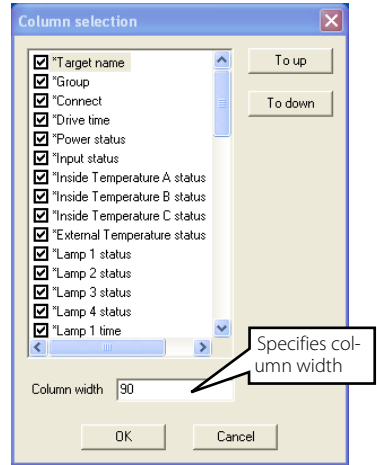 Column selection
*Target name
*Group
*Connect
*Drive time
*Power status
*Input status
*Inside Temperature A status
*Inside Temperature B status
*Inside Temperature C status
*External Temperature status
*Lamp 1 status
*Lamp 2 status
*Lamp 3 status
*Lamp 4 status
*Lamp 1 time
To up
To down
Specifies col-
umn width
Column width 90
OK Cancel